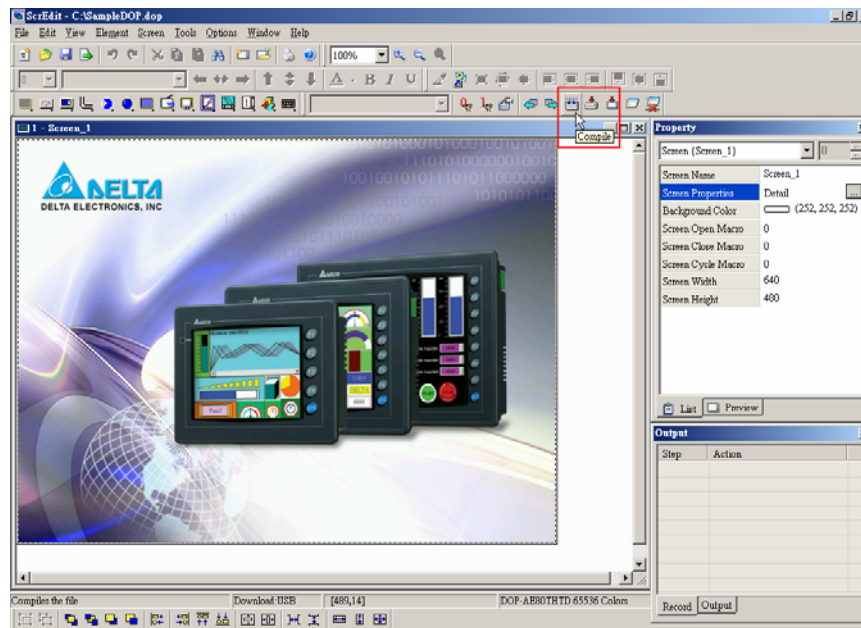 ScrEdit - C:\SampleDOP.dop
File Edit View Element Screen Tools Options Window Help
100%
A B I U
Compile
1 - Screen_1
DELTA
DELTA ELECTRONICS, INC
Property
Screen (Screen_1) 0
Screen Name Screen_1
Screen Properties Detail ...
Background Color (252, 252, 252)
Screen Open Macro 0
Screen Close Macro 0
Screen Cycle Macro 0
Screen Width 640
Screen Height 480
List Preview
Output
Step Action
Record Output
Compiles the file Download:USB [489,14] DOP-AE80THTD 65536 Colors